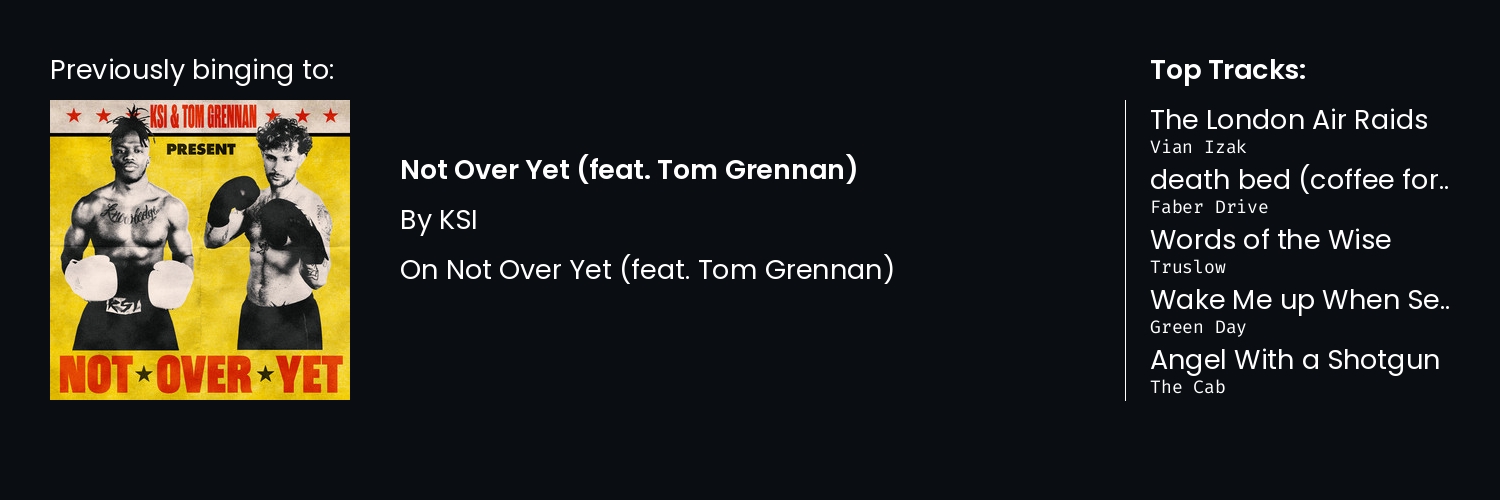 Previously binging to:
KSI & TOM GRENNAN
PRESENT
Knowledge
NOT OVER YET
Not Over Yet (feat. Tom Grennan)
By KSI
On Not Over Yet (feat. Tom Grennan)
Top Tracks:
The London Air Raids
Vian Izak
death bed (coffee for..
Faber Drive
Words of the Wise
Truslow
Wake Me up When Se..
Green Day
Angel With a Shotgun
The Cab